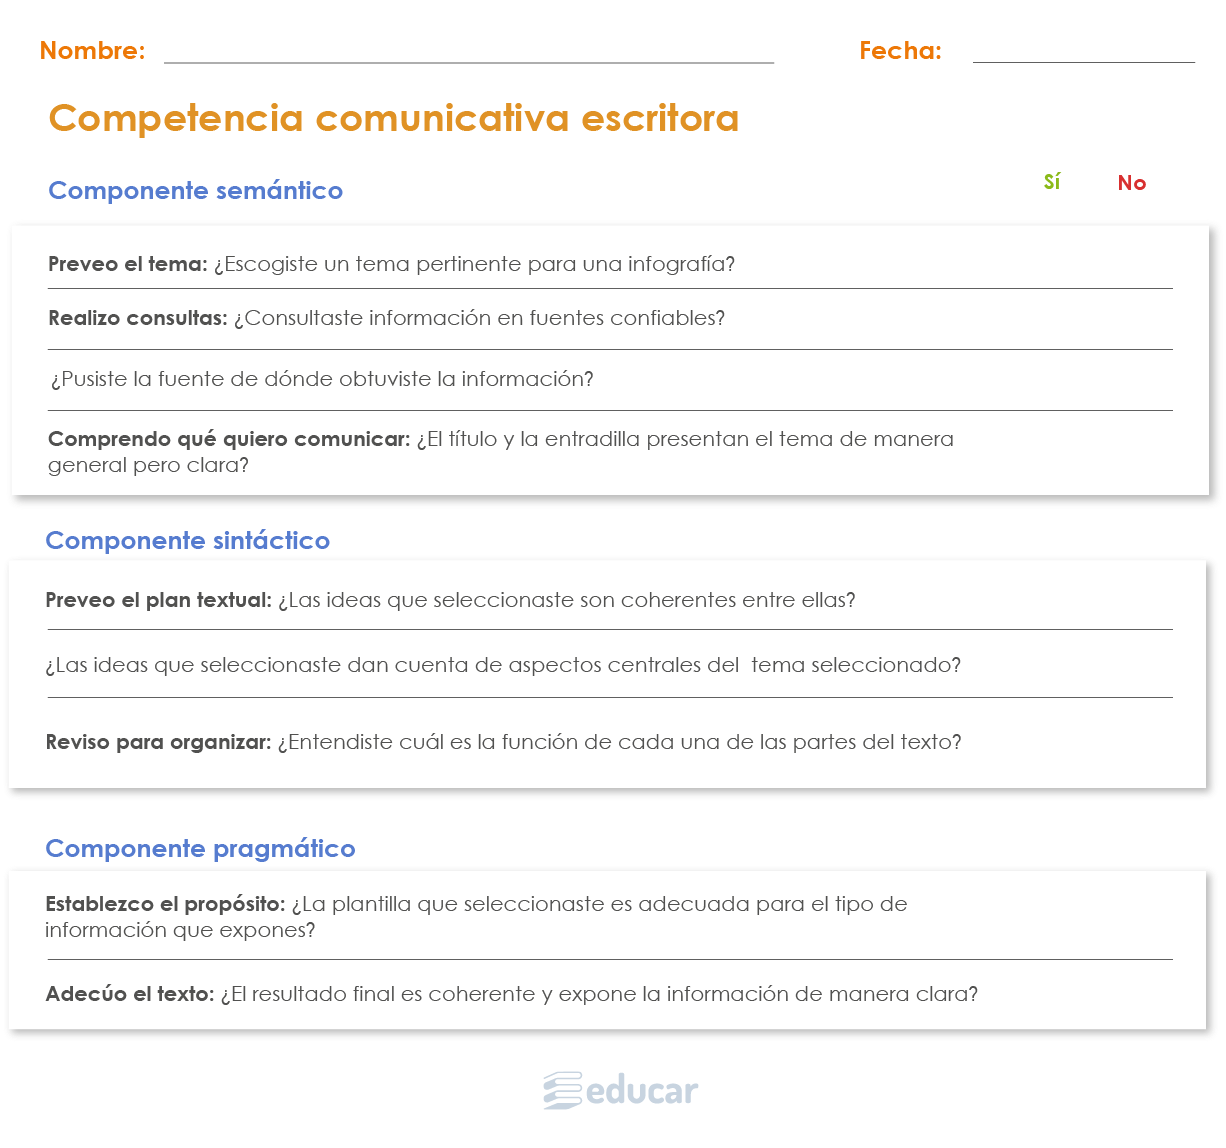 Nombre: Fecha:
Competencia comunicativa escritora
Componente semántico Sí No
Preveo el tema: ¿Escogiste un tema pertinente para una infografía?
Realizo consultas: ¿Consultaste información en fuentes confiables?
¿Pusiste la fuente de dónde obtuviste la información?
Comprendo qué quiero comunicar: ¿El título y la entradilla presentan el tema de manera
general pero clara?
Componente sintáctico
Preveo el plan textual: ¿Las ideas que seleccionaste son coherentes entre ellas?
¿Las ideas que seleccionaste dan cuenta de aspectos centrales del  tema seleccionado?
Reviso para organizar: ¿Entendiste cuál es la función de cada una de las partes del texto?
Componente pragmático
Establezco el propósito: ¿La plantilla que seleccionaste es adecuada para el tipo de
información que expones?
Adecúo el texto: ¿El resultado final es coherente y expone la información de manera clara?
educar